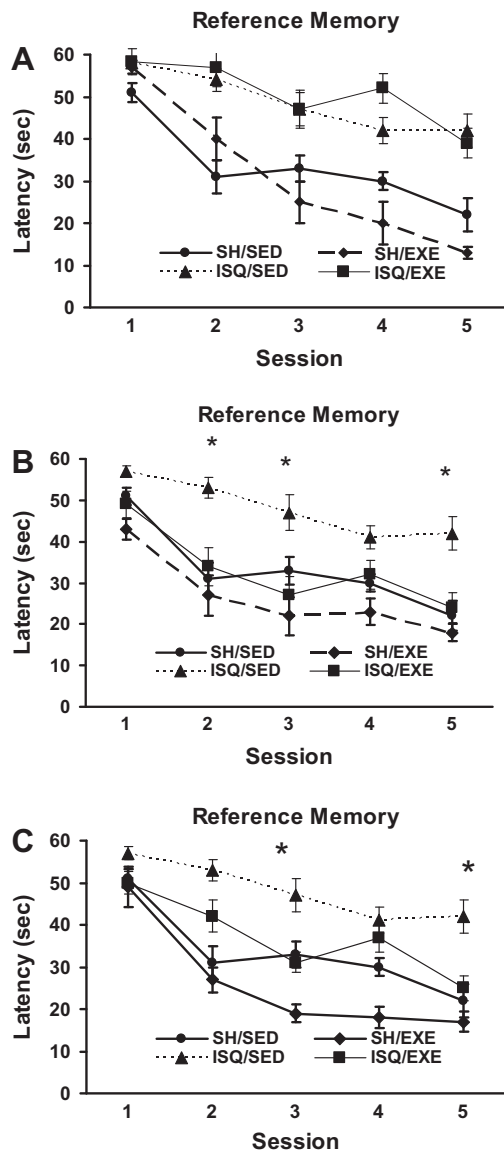 Reference Memory
A
60
50
40
30
20
10
0
Latency (sec)
SH/SED SH/EXE
ISQ/SED ISQ/EXE
1 2 3 4 5
Session
Reference Memory
B
* * *
60
50
40
30
20
10
0
Latency (sec)
SH/SED SH/EXE
ISQ/SED ISQ/EXE
1 2 3 4 5
Session
Reference Memory
C
* *
60
50
40
30
20
10
0
Latency (sec)
SH/SED SH/EXE
ISQ/SED ISQ/EXE
1 2 3 4 5
Session